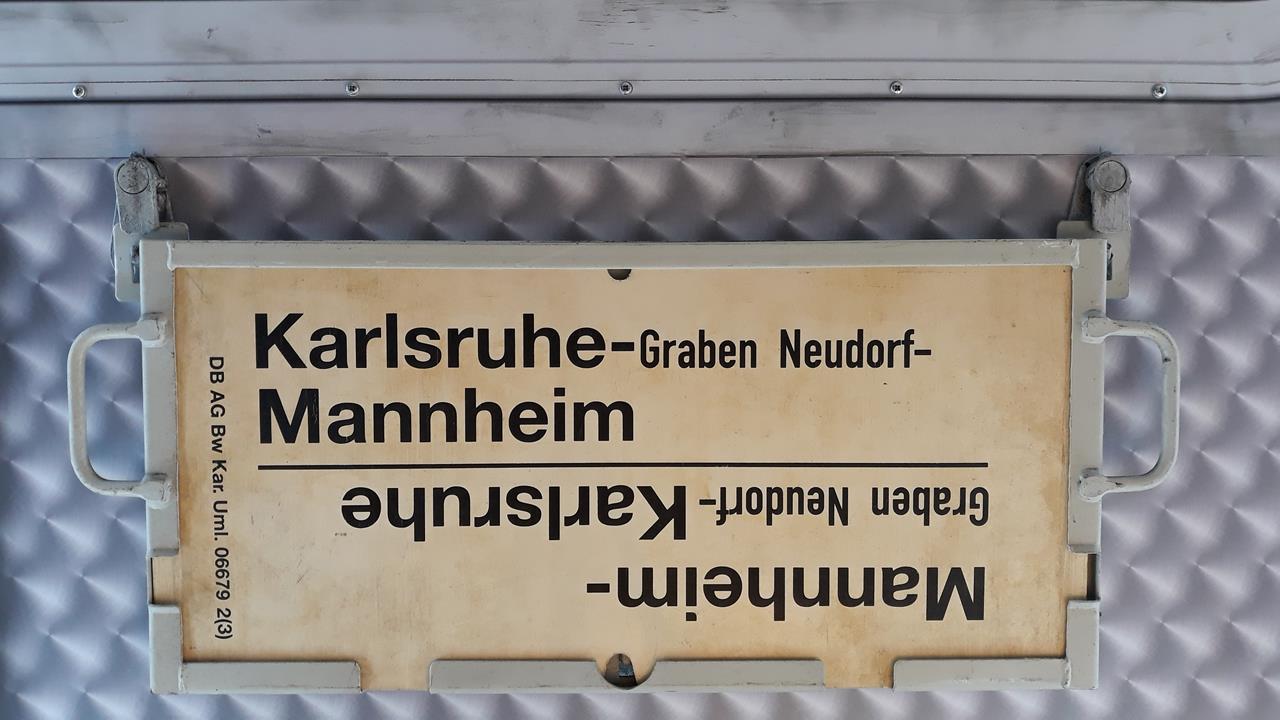 Karlsruhe-Graben Neudorf-
Mannheim
Mannheim-
Graben Neudorf-Karlsruhe
DB AG Bw Kar. Uml. 06679 2(3)